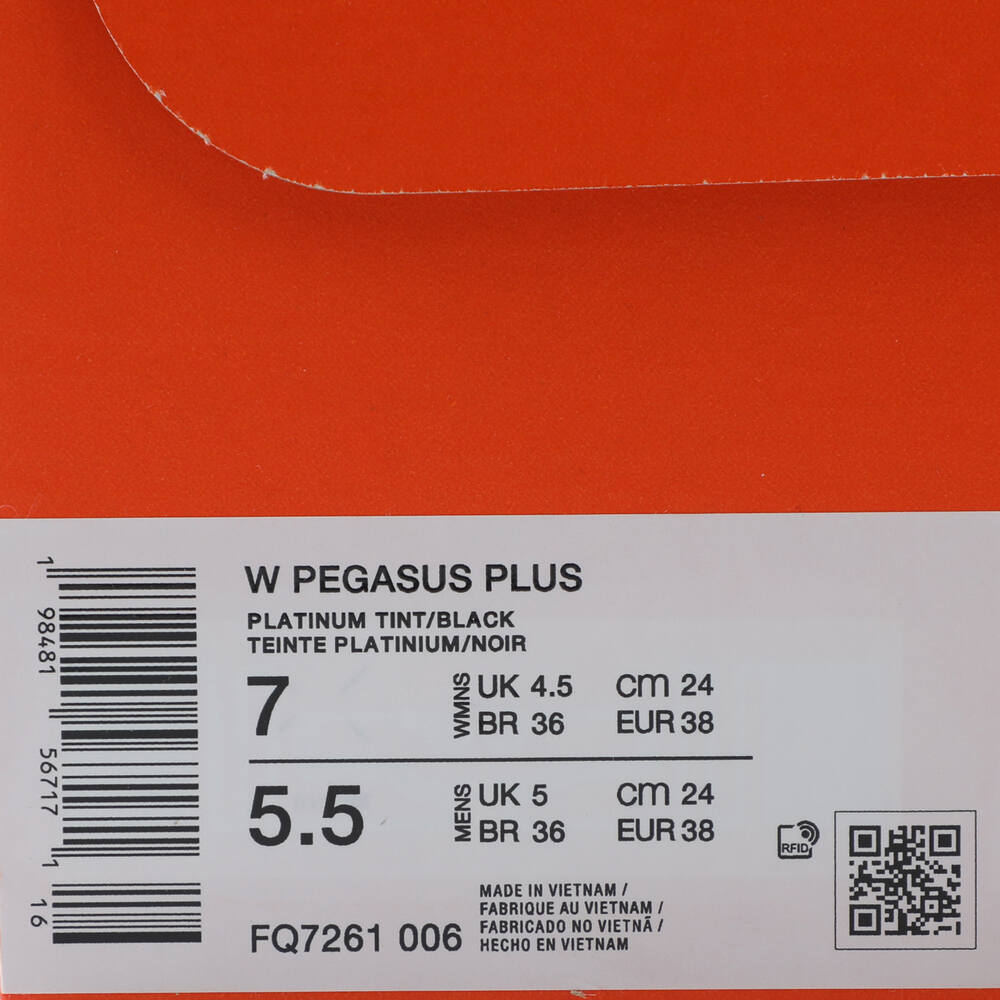 W PEGASUS PLUS
PLATINUM TINT/BLACK
TEINTE PLATINIUM/NOIR
7 WMNS UK 4.5 CM 24
BR 36 EUR 38
5.5 MENS UK 5 CM 24
BR 36 EUR 38
RFID
FQ7261 006
MADE IN VIETNAM /
FABRIQUE AU VIETNAM /
FABRICADO NO VIETNÃ /
HECHO EN VIETNAM
1 98481 56717 1 16